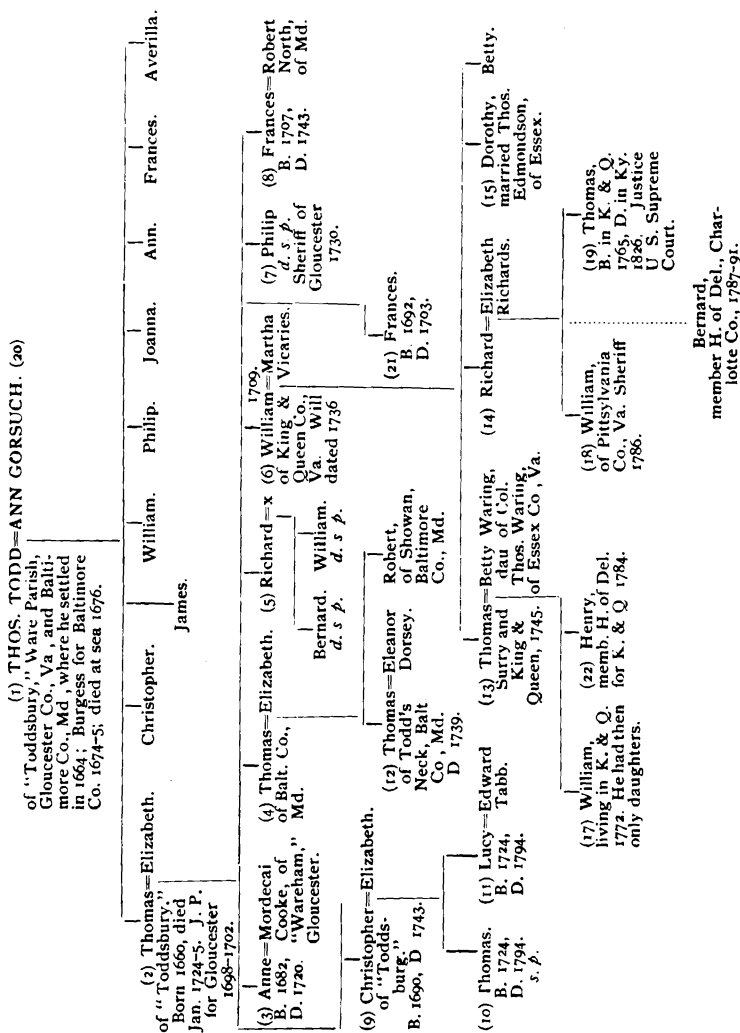 (1) THOS. TODD=ANN GORSUCH. (20)
of "Toddsbury," Ware Parish,
Gloucester Co., Va , and Balti-
more Co., Md , where he settled
in 1664; Burgess for Baltimore
Co. 1674-5; died at sea 1676.
(2) Thomas=Elizabeth.
of "Toddsbury."
Born 1660, died
Jan. 1724-5. J. P.
for Gloucester
1698-1702.
Christopher.
James.
William.
Philip.
Joanna.
Ann.
Frances.
Averilla.
(3) Anne=Mordecai
B. 1682, Cooke, of
D. 1720. "Wareham,"
Gloucester.
(4) Thomas=Elizabeth.
of Balt. Co.,
Md.
(5) Richard=x
Bernard.
d. s p.
William.
d. s p.
1709.
(6) William=Martha
of King & Vicaries.
Queen Co.,
Va. Will
dated 1736
(7) Philip
d. s p.
Sheriff of
Gloucester
1730.
(8) Frances=Robert
B. 1707, North,
D. 1743. of Md.
(9) Christopher=Elizabeth.
of "Todds-
burg,"
B. 1690, D 1743.
(12) Thomas=Eleanor
of Todd's Dorsey.
Neck, Balt
Co , Md.
D 1739.
Robert,
of Showan,
Baltimore
Co., Md.
(21) Frances.
B. 1692,
D. 1703.
(10) Thomas.
B. 1724,
D. 1794.
s. p.
(11) Lucy=Edward
B. 1724, Tabb.
D. 1794.
(13) Thomas=Betty Waring,
Surry and dau of Col.
King & Thos. Waring,
Queen, 1745. of Essex Co , Va.
(14) Richard=Elizabeth
Richards.
(15) Dorothy,
married Thos.
Edmondson,
of Essex.
Betty.
(17) William,
living in K. & Q.
1772. He had then
only daughters.
(22) Henry,
memb. H. of Del.
for K. & Q 1784.
(18) William,
of Pittsylvania
Co., Va. Sheriff
1786.
Bernard,
member H. of Del., Char-
lotte Co., 1787-91.
(19) Thomas,
B. in K. & Q.
1765, D. in Ky.
1826. Justice
U S. Supreme
Court.